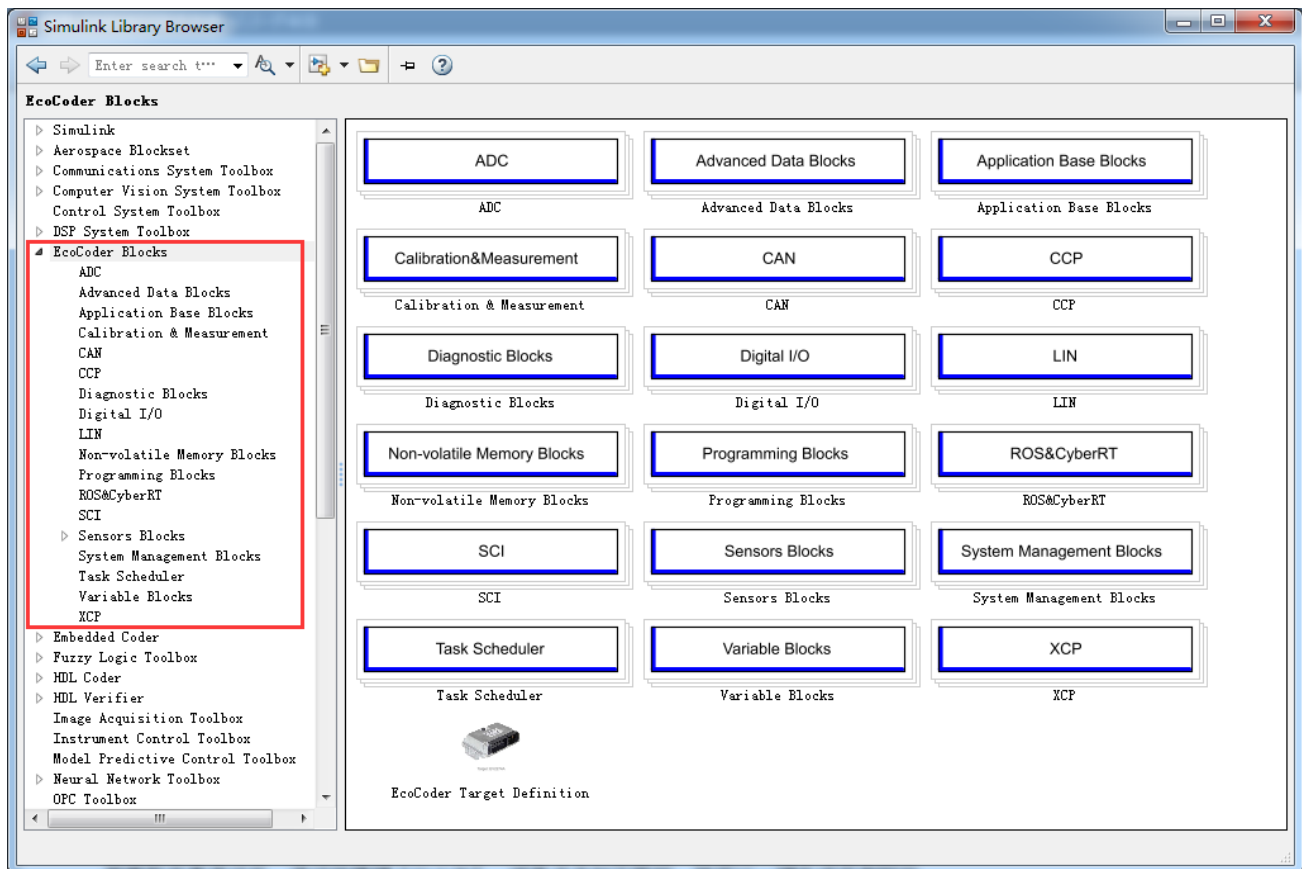 Simulink Library Browser
Enter search t…
EcoCoder Blocks
Simulink
Aerospace Blockset
Communications System Toolbox
Computer Vision System Toolbox
Control System Toolbox
DSP System Toolbox
EcoCoder Blocks
ADC
Advanced Data Blocks
Application Base Blocks
Calibration & Measurement
CAN
CCP
Diagnostic Blocks
Digital I/O
LIN
Non-volatile Memory Blocks
Programming Blocks
ROS&CyberRT
SCI
Sensors Blocks
System Management Blocks
Task Scheduler
Variable Blocks
XCP
Embedded Coder
Fuzzy Logic Toolbox
HDL Coder
HDL Verifier
Image Acquisition Toolbox
Instrument Control Toolbox
Model Predictive Control Toolbox
Neural Network Toolbox
OPC Toolbox
ADC Advanced Data Blocks Application Base Blocks
ADC Advanced Data Blocks Application Base Blocks
Calibration&Measurement CAN CCP
Calibration & Measurement CAN CCP
Diagnostic Blocks Digital I/O LIN
Diagnostic Blocks Digital I/O LIN
Non-volatile Memory Blocks Programming Blocks ROS&CyberRT
Non-volatile Memory Blocks Programming Blocks ROS&CyberRT
SCI Sensors Blocks System Management Blocks
SCI Sensors Blocks System Management Blocks
Task Scheduler Variable Blocks XCP
Task Scheduler Variable Blocks XCP
EcoCoder Target Definition